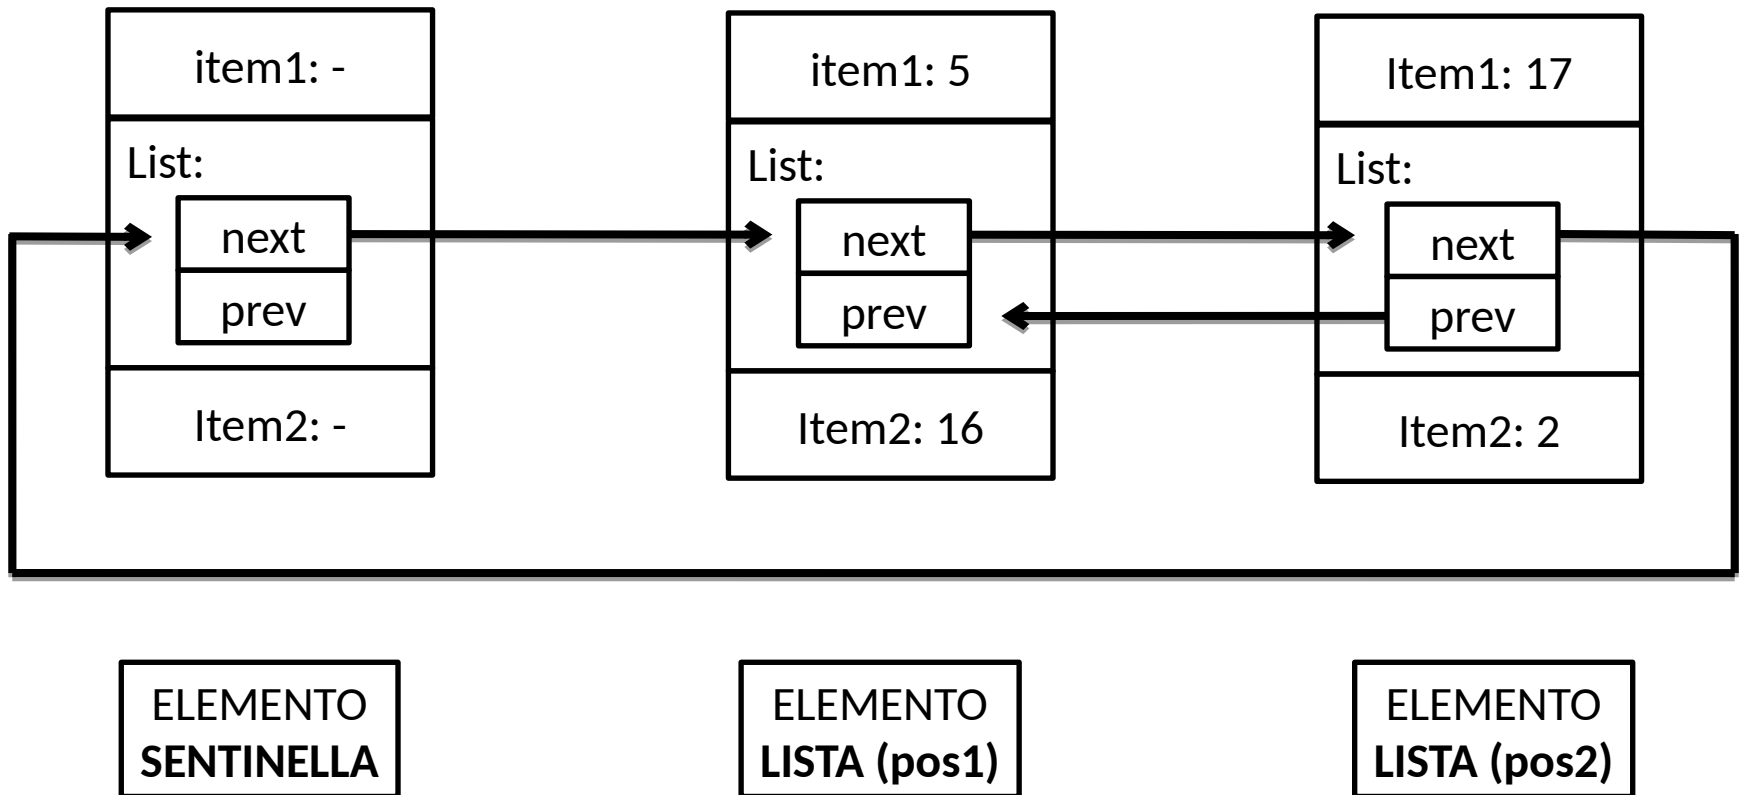 item1: -
List:
next
prev
Item2: -
item1: 5
List:
next
prev
Item2: 16
Item1: 17
List:
next
prev
Item2: 2
ELEMENTO
SENTINELLA
ELEMENTO
LISTA (pos1)
ELEMENTO
LISTA (pos2)